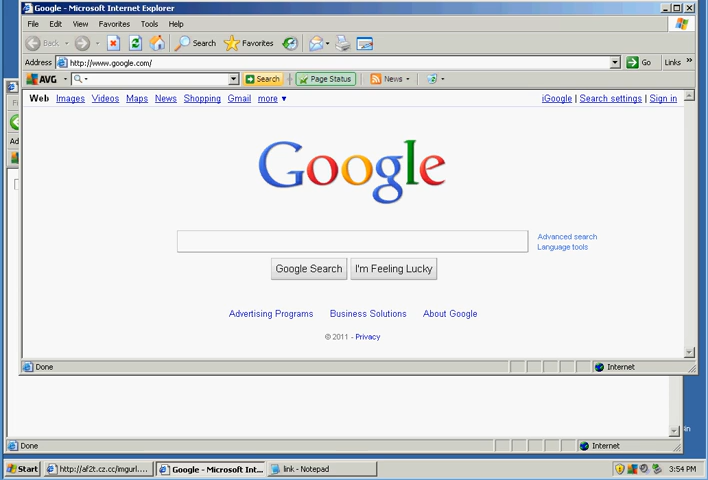 Google - Microsoft Internet Explorer
File Edit View Favorites Tools Help
Back Search Favorites
Address http://www.google.com/ Go Links »
AVG Search Page Status News
Ad
Web Images Videos Maps News Shopping Gmail more ▼ iGoogle | Search settings | Sign in
Google
Advanced search
Language tools
Google Search I'm Feeling Lucky
Advertising Programs Business Solutions About Google
© 2011 - Privacy
Done Internet
Done Internet
Start http://af2t.cz.cc/imgurl.... Google - Microsoft Int... link - Notepad 3:54 PM